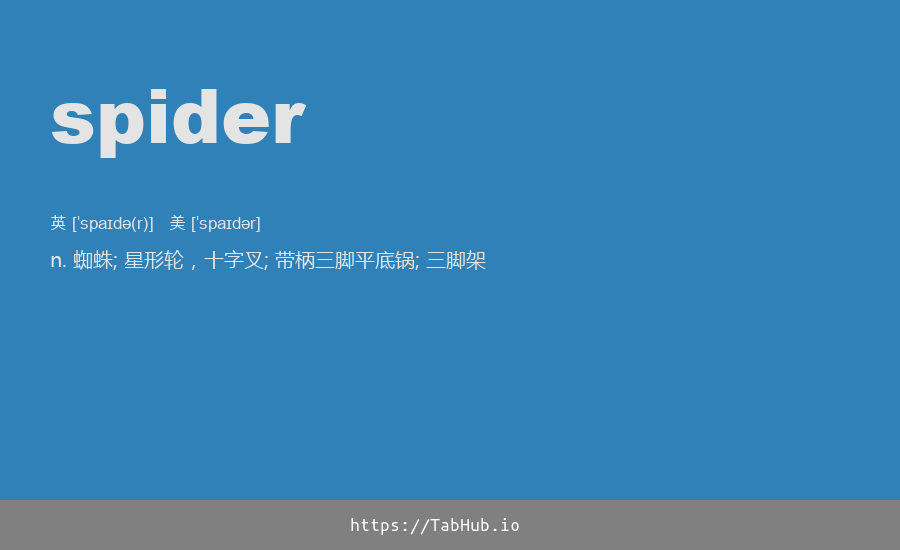 spider
英 [ˈspaɪdə(r)] 美 [ˈspaɪdər]
n. 蜘蛛; 星形轮，十字叉; 带柄三脚平底锅; 三脚架
https://TabHub.io